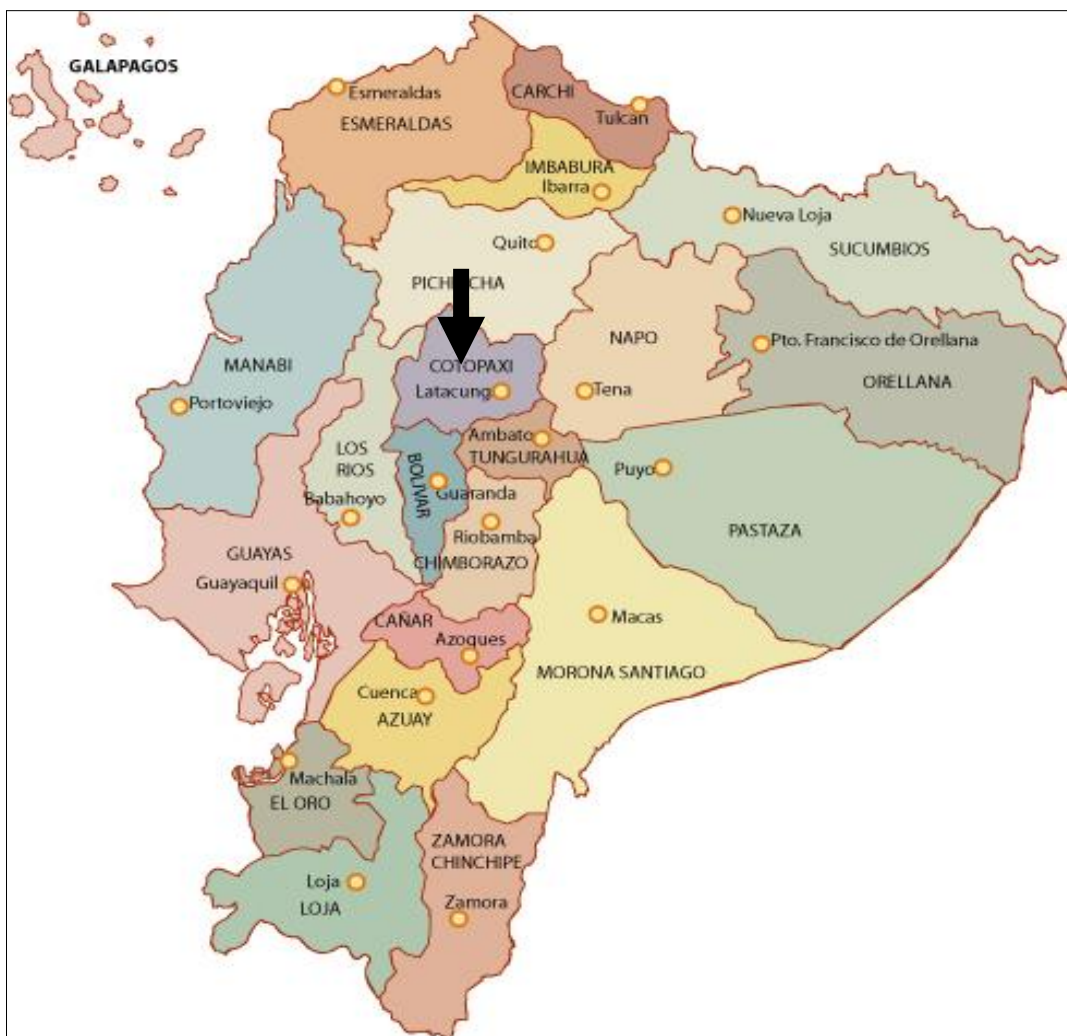 GALAPAGOS
Esmeraldas
ESMERALDAS
CARCHI
Tulcan
IMBABURA
Ibarra
Nueva Loja
SUCUMBIOS
Quito
MANABI
Portoviejo
COTOPAXI
Latacung
NAPO
Tena
Pto. Francisco de Orellana
ORELLANA
Ambato
TUNGURAHUA
LOS
RIOS
Babahoyo
BOLIVAR
Guaranda
Riobamba
CHIMBORAZO
Puyo
PASTAZA
GUAYAS
Guayaquil
CAÑAR
Azoques
Macas
MORONA SANTIAGO
Cuenca
AZUAY
Machala
EL ORO
ZAMORA
CHINCHIPE
Zamora
Loja
LOJA